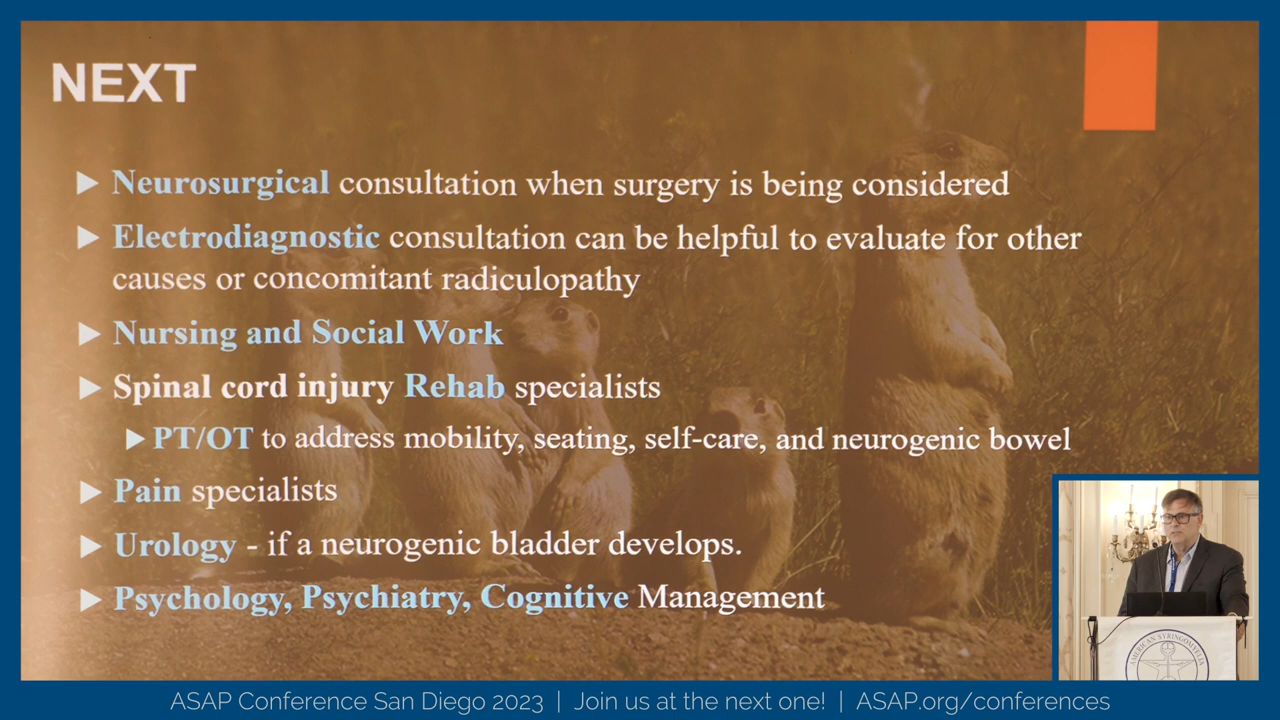 NEXT
Neurosurgical consultation when surgery is being considered
Electrodiagnostic consultation can be helpful to evaluate for other
causes or concomitant radiculopathy
Nursing and Social Work
Spinal cord injury Rehab specialists
PT/OT to address mobility, seating, self-care, and neurogenic bowel
Pain specialists
Urology - if a neurogenic bladder develops.
Psychology, Psychiatry, Cognitive Management
AMERICAN SYRINGOMYELIA
ASAP Conference San Diego 2023 | Join us at the next one! | ASAP.org/conferences